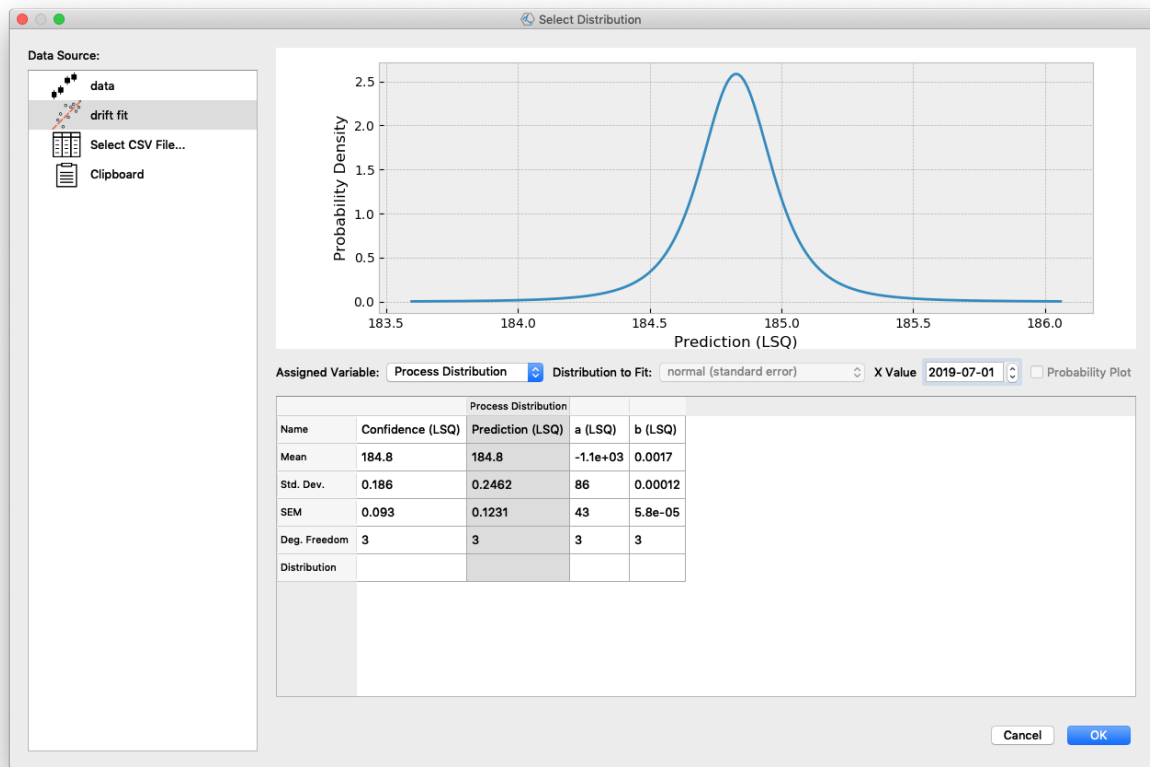 Select Distribution
Data Source:
data
drift fit
Select CSV File...
Clipboard
Probability Density
2.5
2.0
1.5
1.0
0.5
0.0
183.5 184.0 184.5 185.0 185.5 186.0
Prediction (LSQ)
Assigned Variable: Process Distribution Distribution to Fit: normal (standard error) X Value 2019-07-01 Probability Plot
Process Distribution
Name Confidence (LSQ) Prediction (LSQ) a (LSQ) b (LSQ)
Mean 184.8 184.8 -1.1e+03 0.0017
Std. Dev. 0.186 0.2462 86 0.00012
SEM 0.093 0.1231 43 5.8e-05
Deg. Freedom 3 3 3 3
Distribution
Cancel OK